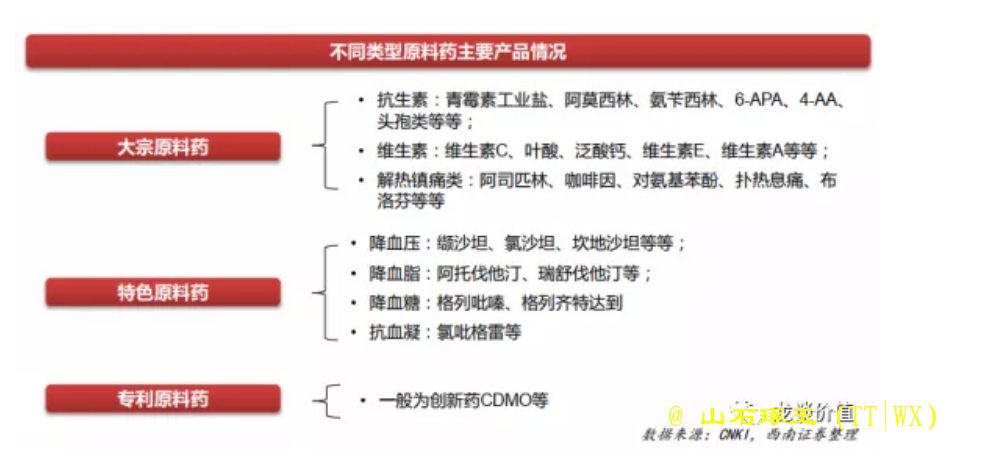 不同类型原料药主要产品情况
大宗原料药
• 抗生素：青霉素工业盐、阿莫西林、氨苄西林、6-APA、4-AA、
头孢类等等；
• 维生素：维生素C、叶酸、泛酸钙、维生素E、维生素A等等；
• 解热镇痛类：阿司匹林、咖啡因、对氨基苯酚、扑热息痛、布
洛芬等等
特色原料药
• 降血压：缬沙坦、氯沙坦、坎地沙坦等等；
• 降血脂：阿托伐他汀、瑞舒伐他汀等；
• 降血糖：格列吡嗪、格列齐特达到
• 抗血凝：氯吡格雷等
专利原料药
• 一般为创新药CDMO等
价值
@ 山石琢玉 (TT|WX)
数据来源：CNKI，西南证券整理